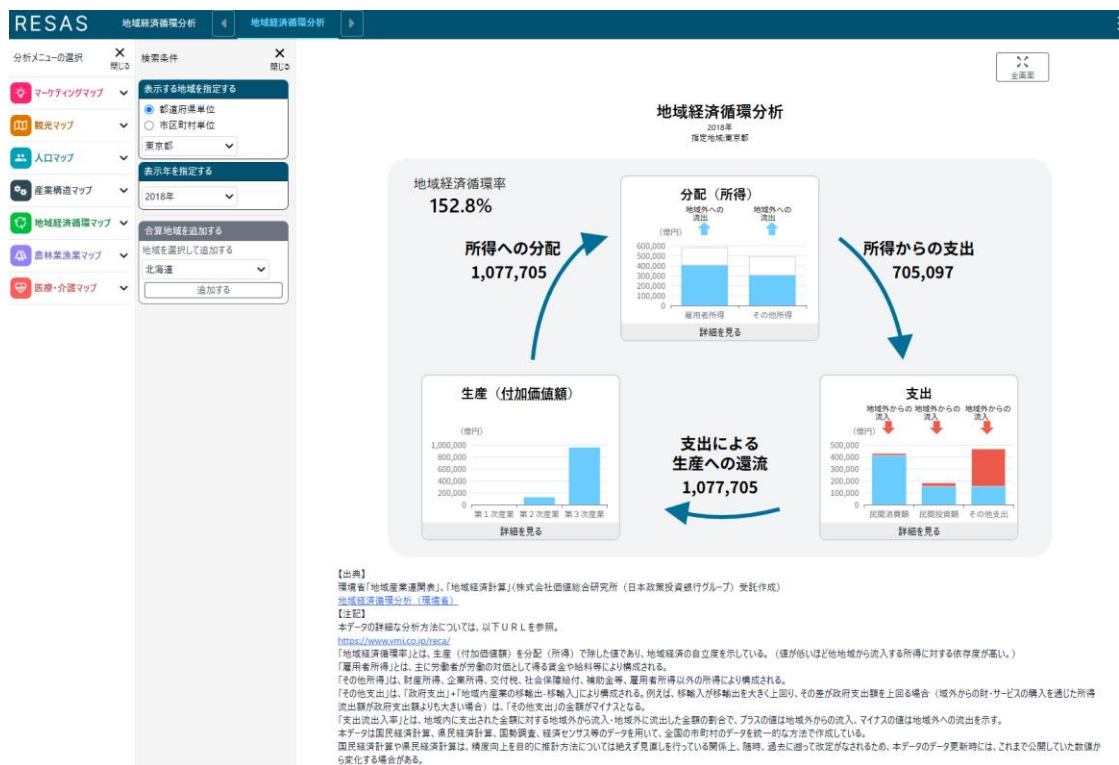 RESAS
地域経済循環分析
地域経済循環分析
分析メニューの選択
閉じる
マーケティングマップ
観光マップ
人口マップ
産業構造マップ
地域経済循環マップ
農林業漁業マップ
医療・介護マップ
検索条件
閉じる
表示する地域を指定する
都道府県単位
市区町村単位
東京都
表示年を指定する
2018年
合算地域を追加する
地域を選択して追加する
北海道
追加する
全画面
地域経済循環分析
2018年
指定地域:東京都
地域経済循環率
152.8%
所得への分配
1,077,705
分配（所得）
地域外への 地域外への
流出 流出
（億円）
600,000
500,000
400,000
300,000
200,000
100,000
0
雇用者所得 その他所得
詳細を見る
所得からの支出
705,097
生産（付加価値額）
（億円）
1,000,000
800,000
600,000
400,000
200,000
0
第１次産業 第２次産業 第３次産業
詳細を見る
支出による
生産への還流
1,077,705
支出
地域外からの 地域外からの 地域外からの
流入 流入 流入
（億円）
500,000
400,000
300,000
200,000
100,000
0
民間消費額 民間投資額 その他支出
詳細を見る
【出典】
環境省「地域産業連関表」、「地域経済計算」(株式会社価値総合研究所（日本政策投資銀行グループ）受託作成)
地域経済循環分析（環境省）
【注記】
本データの詳細な分析方法については、以下ＵＲＬを参照。
https://www.vmi.co.jp/reca/
「地域経済循環率」とは、生産（付加価値額）を分配（所得）で除した値であり、地域経済の自立度を示している。（値が低いほど他地域から流入する所得に対する依存度が高い。）
「雇用者所得」とは、主に労働者が労働の対価として得る賃金や給料等により構成される。
「その他所得」は、財産所得、企業所得、交付税、社会保障給付、補助金等、雇用者所得以外の所得により構成される。
「その他支出」は、「政府支出」+「地域内産業の移輸出-移輸入」により構成される。例えば、移輸入が移輸出を大きく上回り、その差が政府支出額を上回る場合（域外からの財・サービスの購入を通じた所得
流出額が政府支出額よりも大きい場合）は、「その他支出」の金額がマイナスとなる。
「支出流出入率」とは、地域内に支出された金額に対する地域外から流入・地域外に流出した金額の割合で、プラスの値は地域外からの流入、マイナスの値は地域外への流出を示す。
本データは国民経済計算、県民経済計算、国勢調査、経済センサス等のデータを用いて、全国の市町村のデータを統一的な方法で作成している。
国民経済計算や県民経済計算は、精度向上を目的に推計方法については絶えず見直しを行っている関係上、随時、過去に遡って改定がなされるため、本データのデータ更新時には、これまで公開していた数値か
ら変化する場合がある。